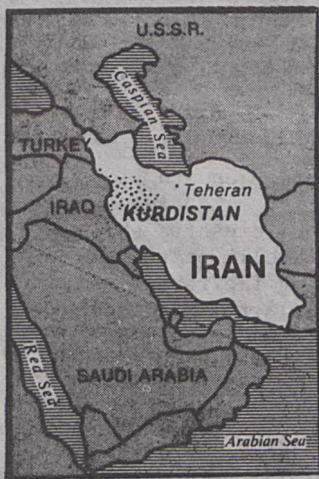 U.S.S.R.
Caspian Sea
TURKEY
Teheran
IRAQ
KURDISTAN
IRAN
Red Sea
SAUDI ARABIA
Arabian Sea